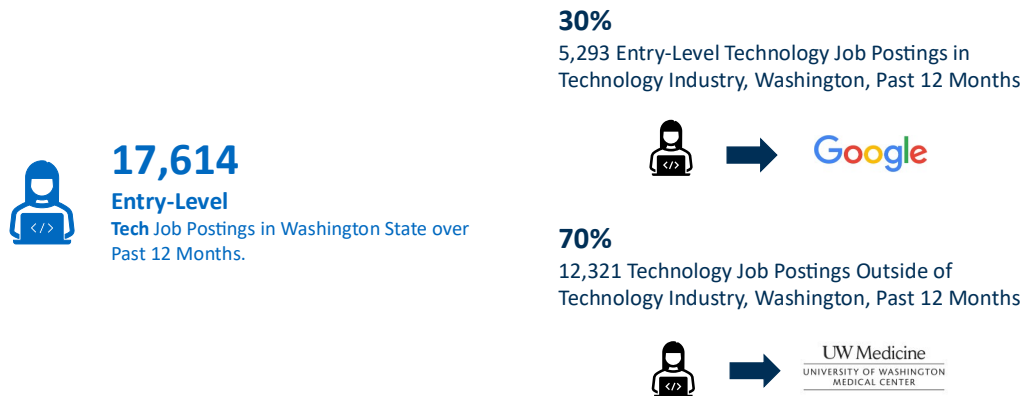 17,614
Entry-Level
Tech Job Postings in Washington State over
Past 12 Months.
</>
30%
5,293 Entry-Level Technology Job Postings in
Technology Industry, Washington, Past 12 Months
</>
Google
70%
12,321 Technology Job Postings Outside of
Technology Industry, Washington, Past 12 Months
</>
UW Medicine
UNIVERSITY OF WASHINGTON
MEDICAL CENTER